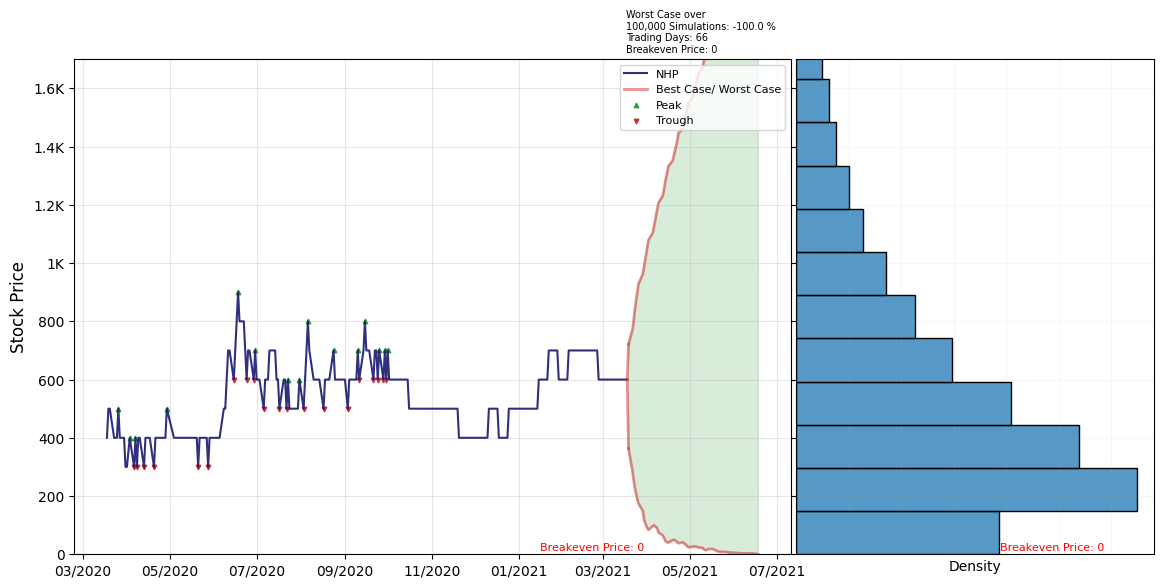 Worst Case over
100,000 Simulations: -100.0 %
Trading Days: 66
Breakeven Price: 0
NHP
Best Case/ Worst Case
Peak
Trough
Stock Price
1.6K
1.4K
1.2K
1K
800
600
400
200
0
Breakeven Price: 0
Breakeven Price: 0
03/2020
05/2020
07/2020
09/2020
11/2020
01/2021
03/2021
05/2021
07/2021
Density